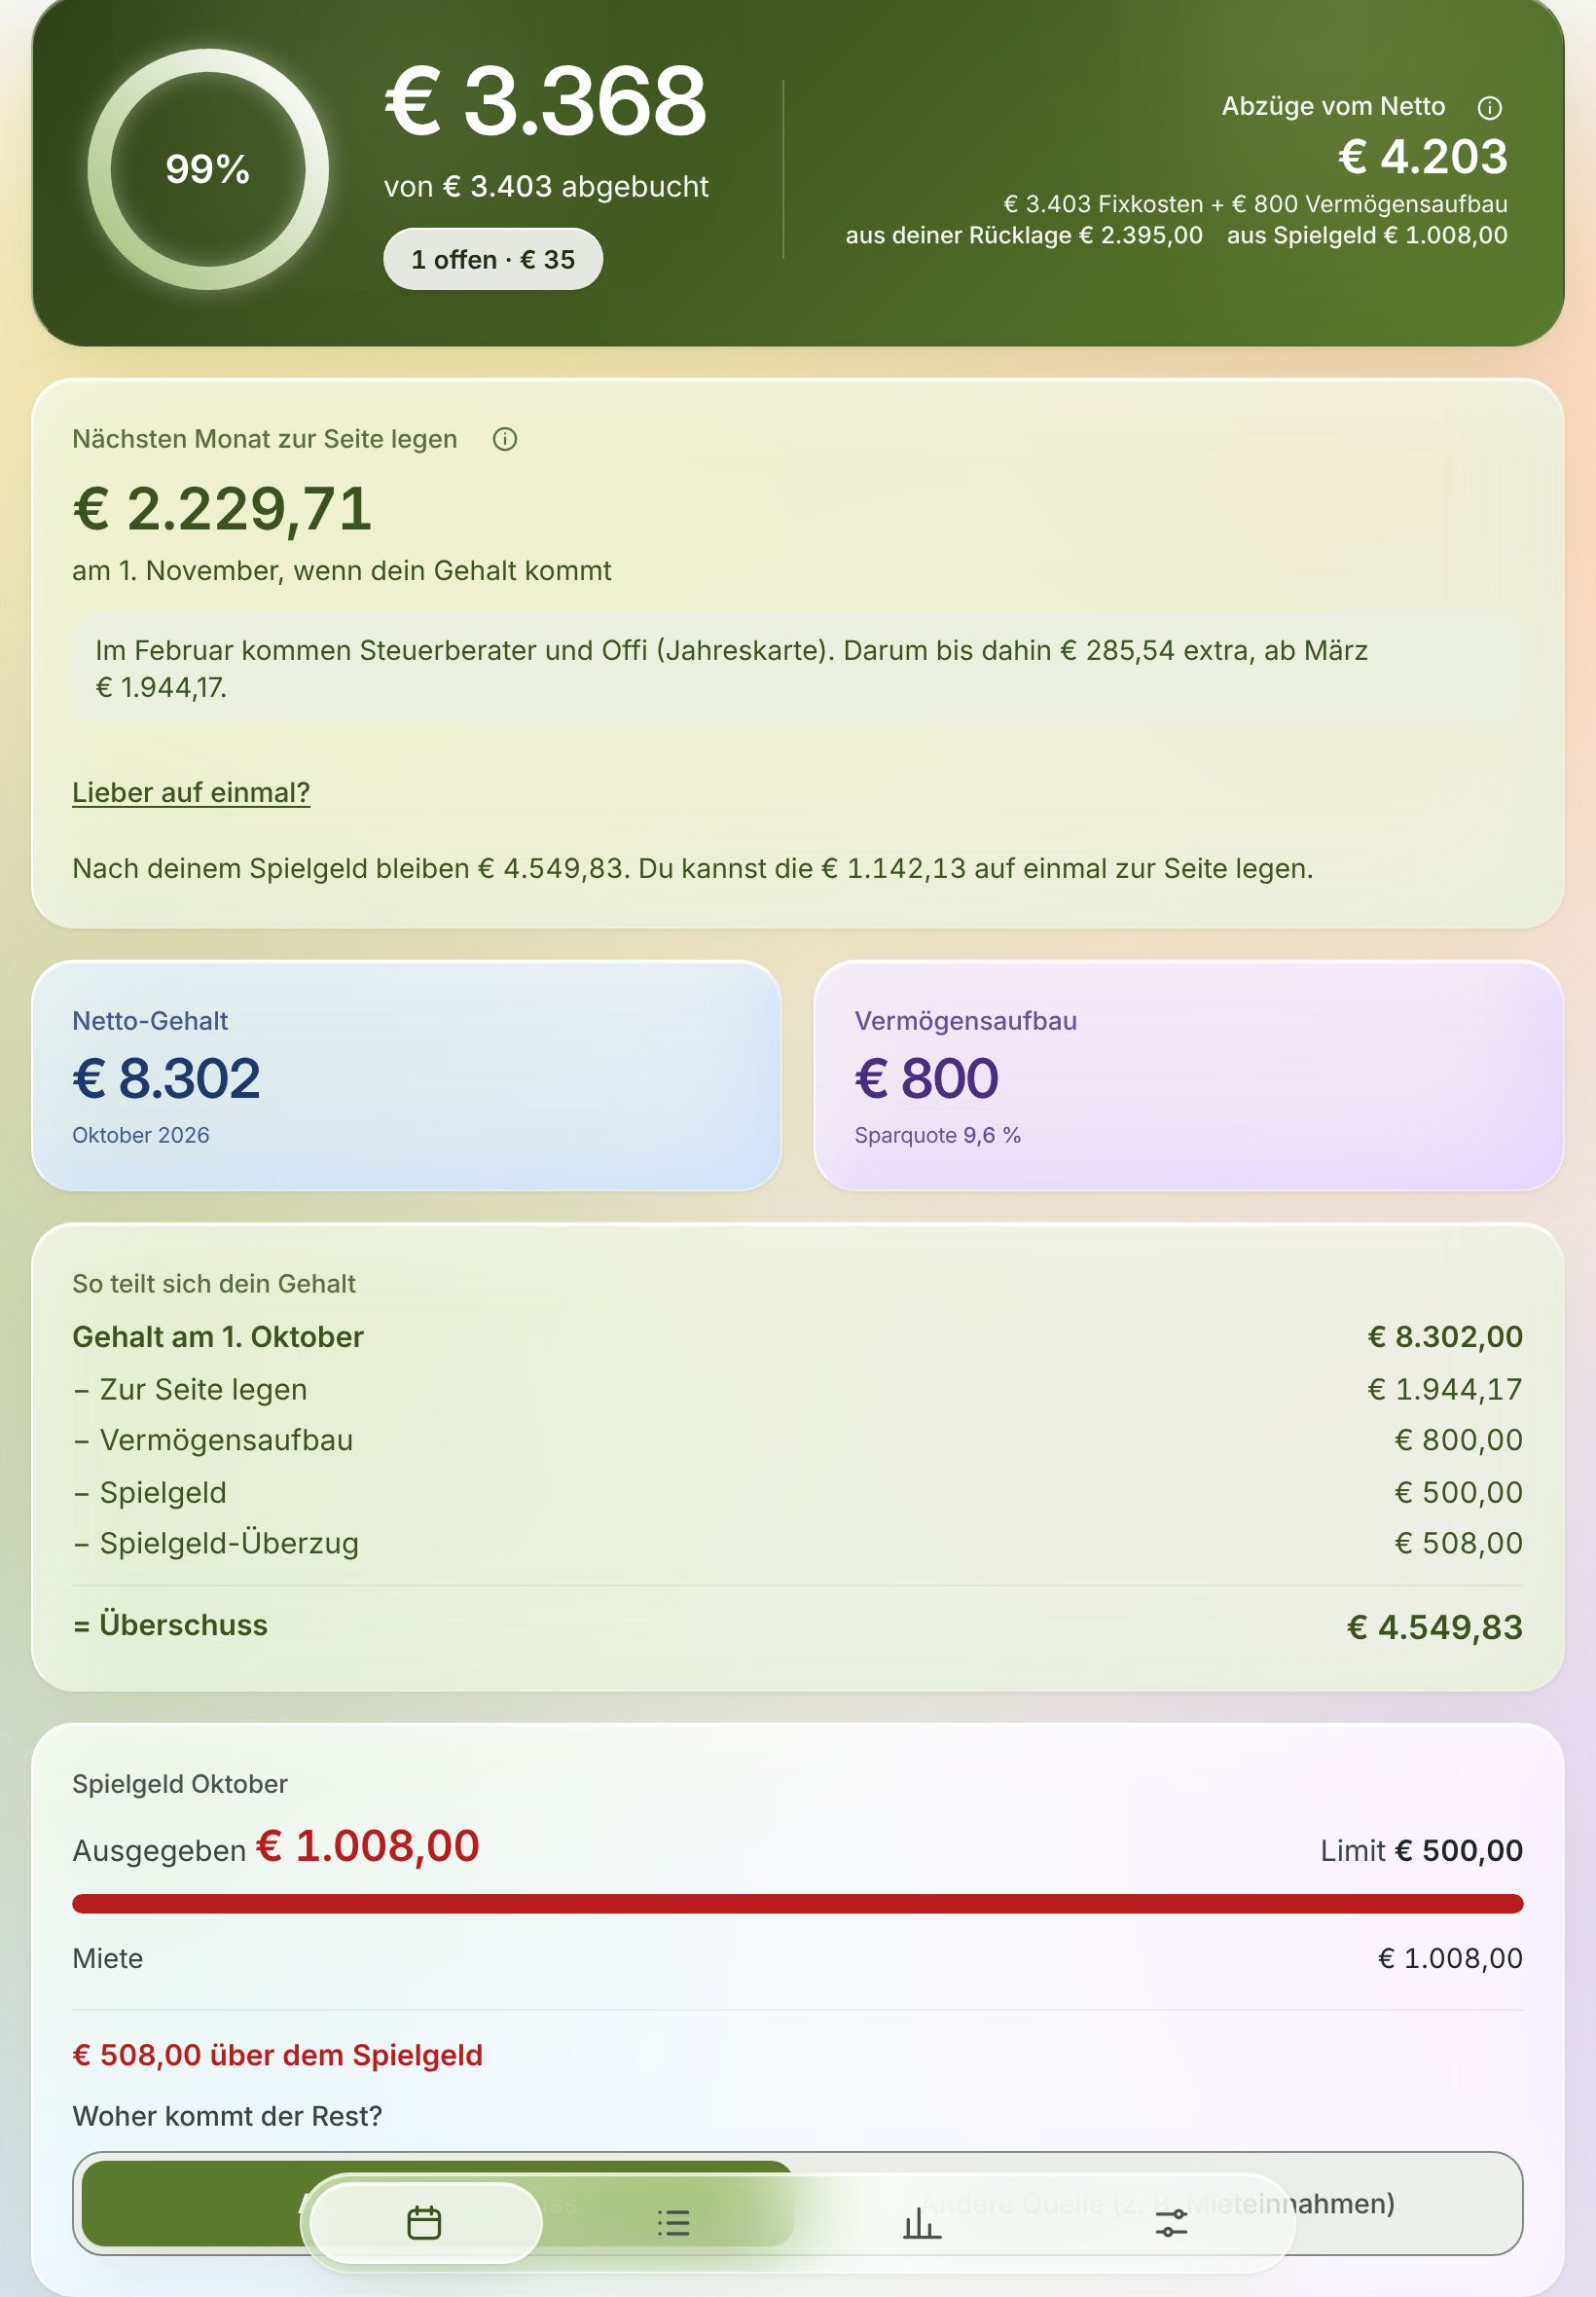 99%
€ 3.368
von € 3.403 abgebucht
1 offen · € 35
Abzüge vom Netto
€ 4.203
€ 3.403 Fixkosten + € 800 Vermögensaufbau
aus deiner Rücklage € 2.395,00 aus Spielgeld € 1.008,00
Nächsten Monat zur Seite legen
€ 2.229,71
am 1. November, wenn dein Gehalt kommt
Im Februar kommen Steuerberater und Offi (Jahreskarte). Darum bis dahin € 285,54 extra, ab März
€ 1.944,17.
Lieber auf einmal?
Nach deinem Spielgeld bleiben € 4.549,83. Du kannst die € 1.142,13 auf einmal zur Seite legen.
Netto-Gehalt
€ 8.302
Oktober 2026
Vermögensaufbau
€ 800
Sparquote 9,6 %
So teilt sich dein Gehalt
Gehalt am 1. Oktober € 8.302,00
– Zur Seite legen € 1.944,17
– Vermögensaufbau € 800,00
– Spielgeld € 500,00
– Spielgeld-Überzug € 508,00
= Überschuss € 4.549,83
Spielgeld Oktober
Ausgegeben € 1.008,00 Limit € 500,00
Miete € 1.008,00
€ 508,00 über dem Spielgeld
Woher kommt der Rest?
Andere Quelle (z. B. Mieteinnahmen)